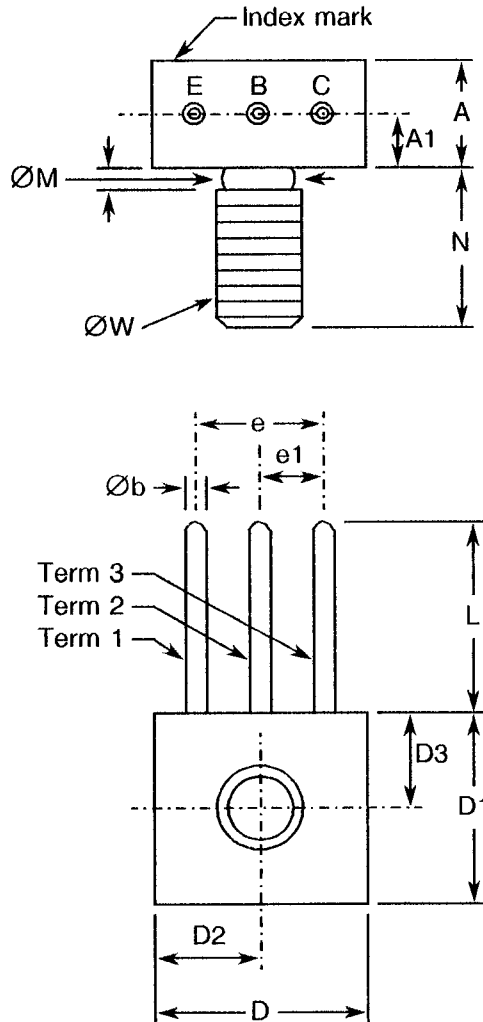 Index mark
E B C
A
A1
ØM
N
ØW
e
e1
Øb
Term 3
Term 2
Term 1
L
D3
D1
D2
D